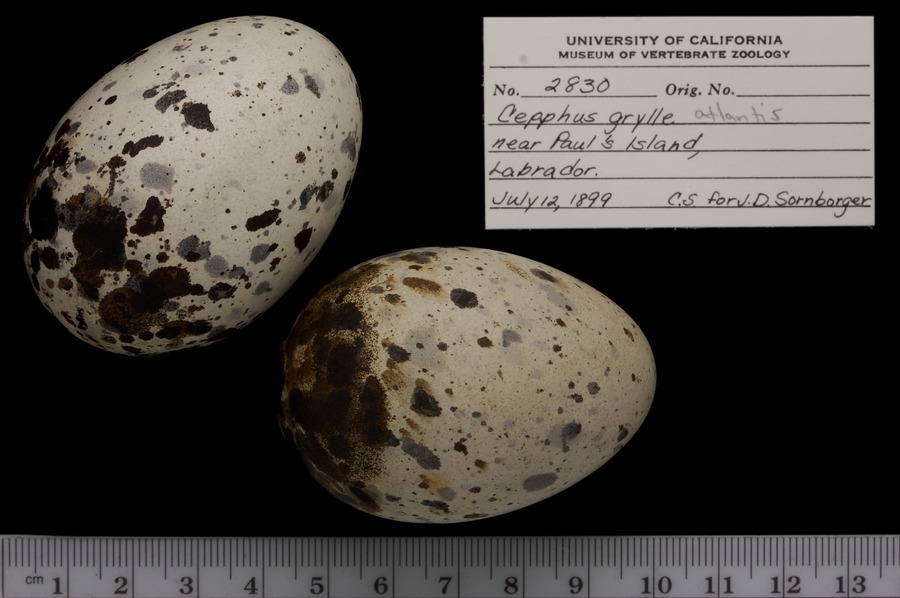 UNIVERSITY OF CALIFORNIA
MUSEUM OF VERTEBRATE ZOOLOGY
No. 2830 Orig. No.
Cepphus grylle atlantis
near Paul's Island,
Labrador.
July 12, 1899 C.S. for J.D. Sornborger
cm 1 2 3 4 5 6 7 8 9 10 11 12 13